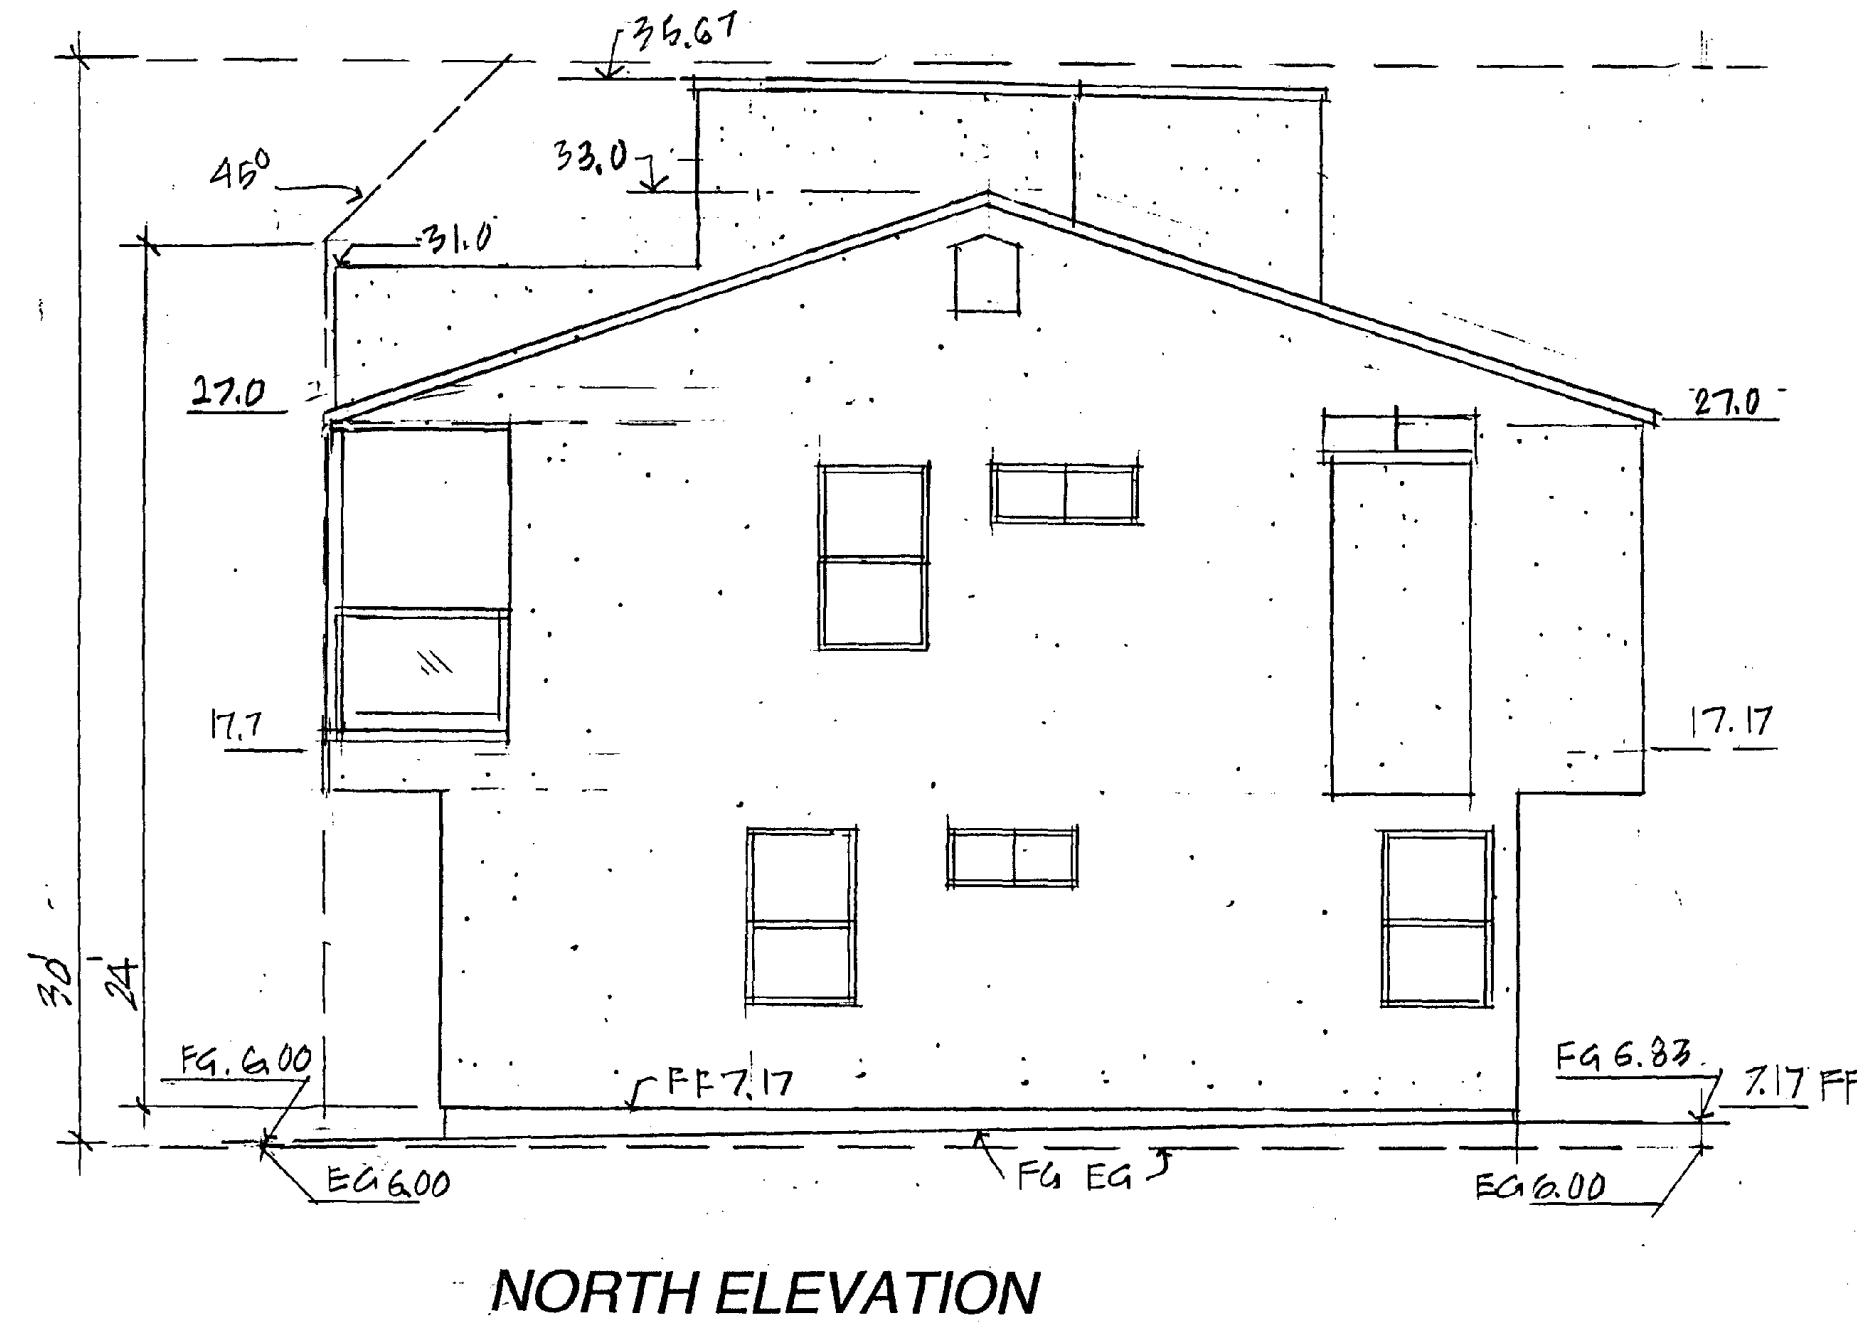 35.67
45°
33.0
31.0
27.0
27.0
17.7
17.17
30'
24'
FG. 6.00
FF 7.17
FG 6.83
7.17 FF
EG 6.00
FG EG
EG 6.00
NORTH ELEVATION